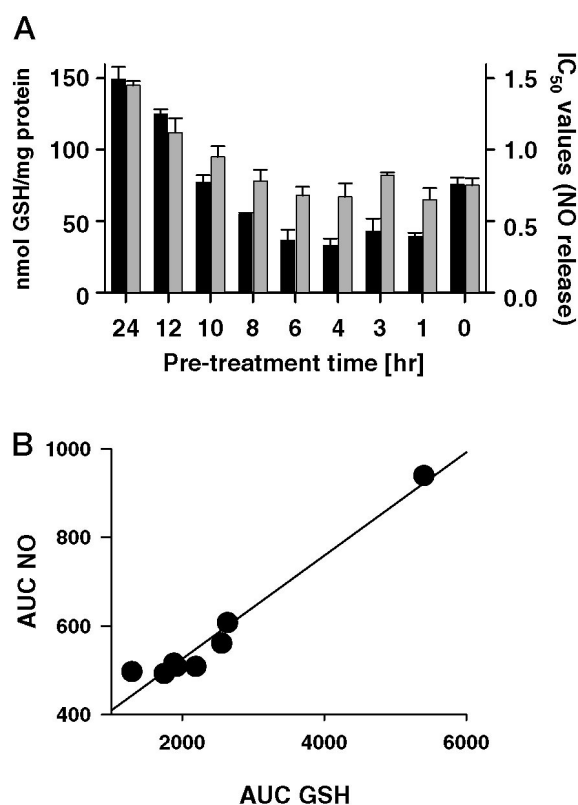 A
nmol GSH/mg protein
150
100
50
0
1.5
1.0
0.5
0.0
IC50 values (NO release)
24 12 10 8 6 4 3 1 0
Pre-treatment time [hr]
B
AUC NO
1000
800
600
400
2000 4000 6000
AUC GSH